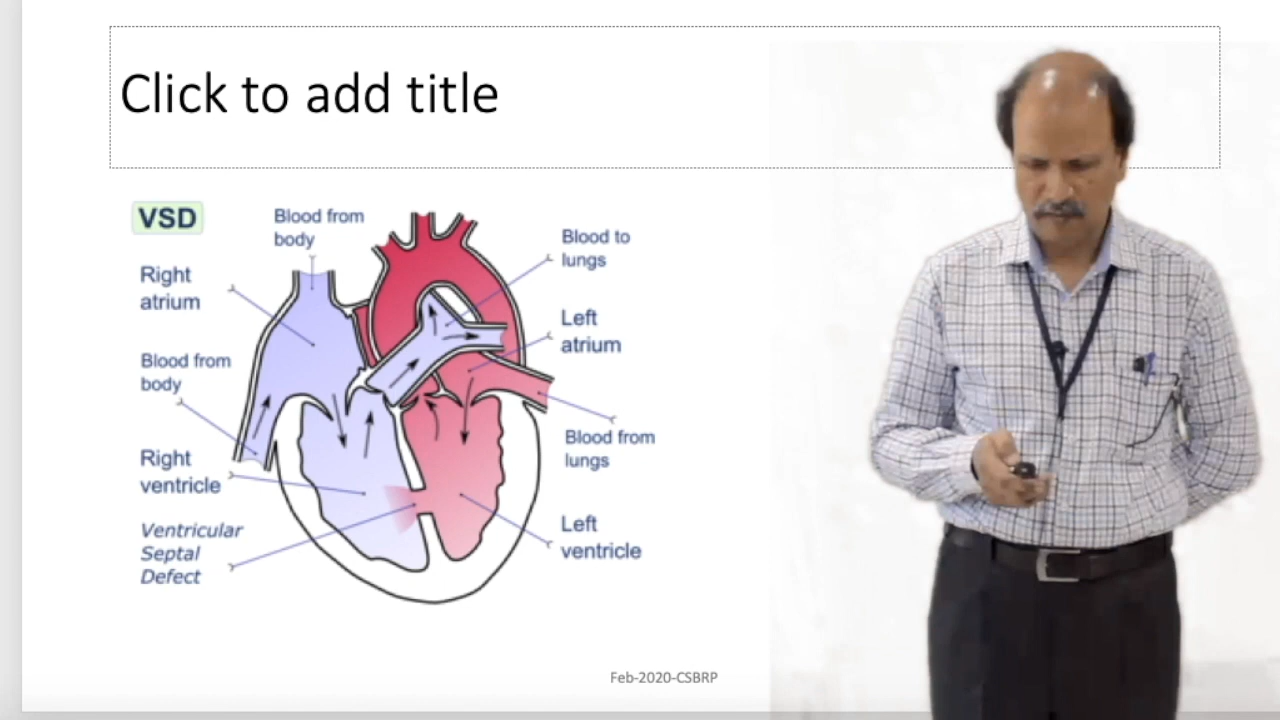 Click to add title
VSD
Blood from
body
Right
atrium
Blood from
body
Right
ventricle
Ventricular
Septal
Defect
Blood to
lungs
Left
atrium
Blood from
lungs
Left
ventricle
Feb-2020-CSBRP